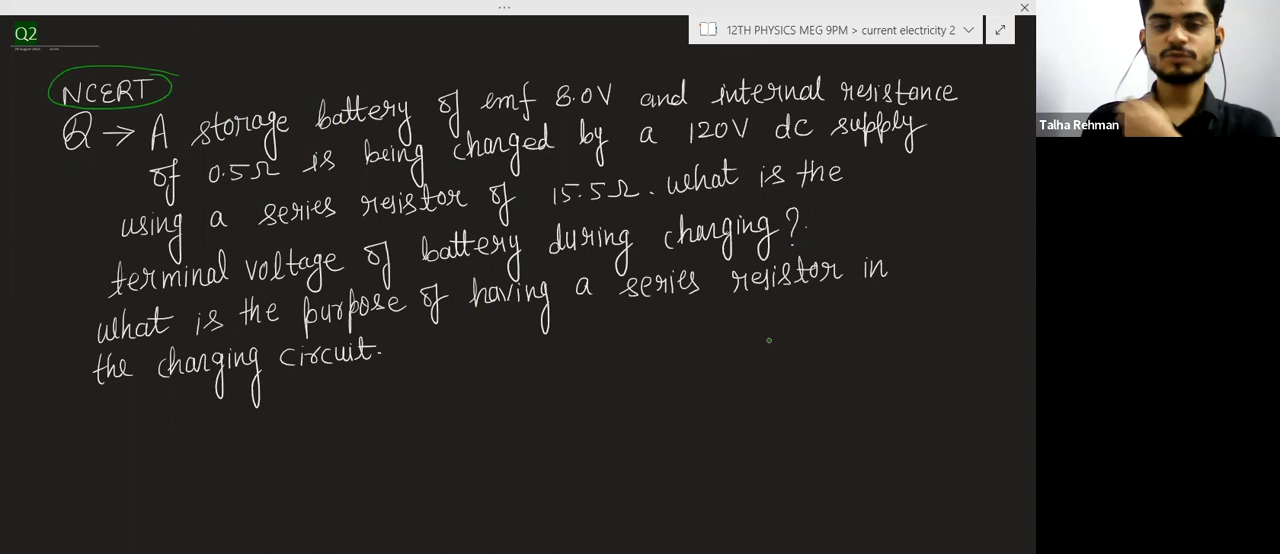 Q2
12TH PHYSICS MEG 9PM > current electricity 2
NCERT
Q → A storage battery of emf 8.0V and internal resistance
of 0.5Ω is being charged by a 120V dc supply
using a series resistor of 15.5Ω. what is the
terminal voltage of battery during charging?
what is the purpose of having a series resistor in
the charging circuit.
Talha Rehman